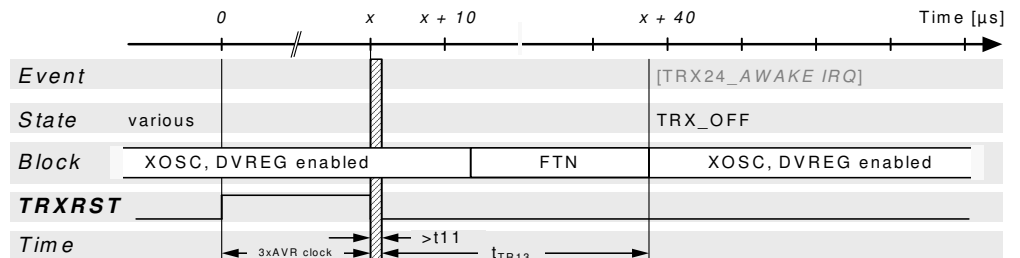 0 x x + 10 x + 40 Time [µs]
Event [TRX24_AWAKE IRQ]
State various TRX_OFF
Block XOSC, DVREG enabled FTN XOSC, DVREG enabled
TRXRST
Time 3xAVR clock >t11 tTR13